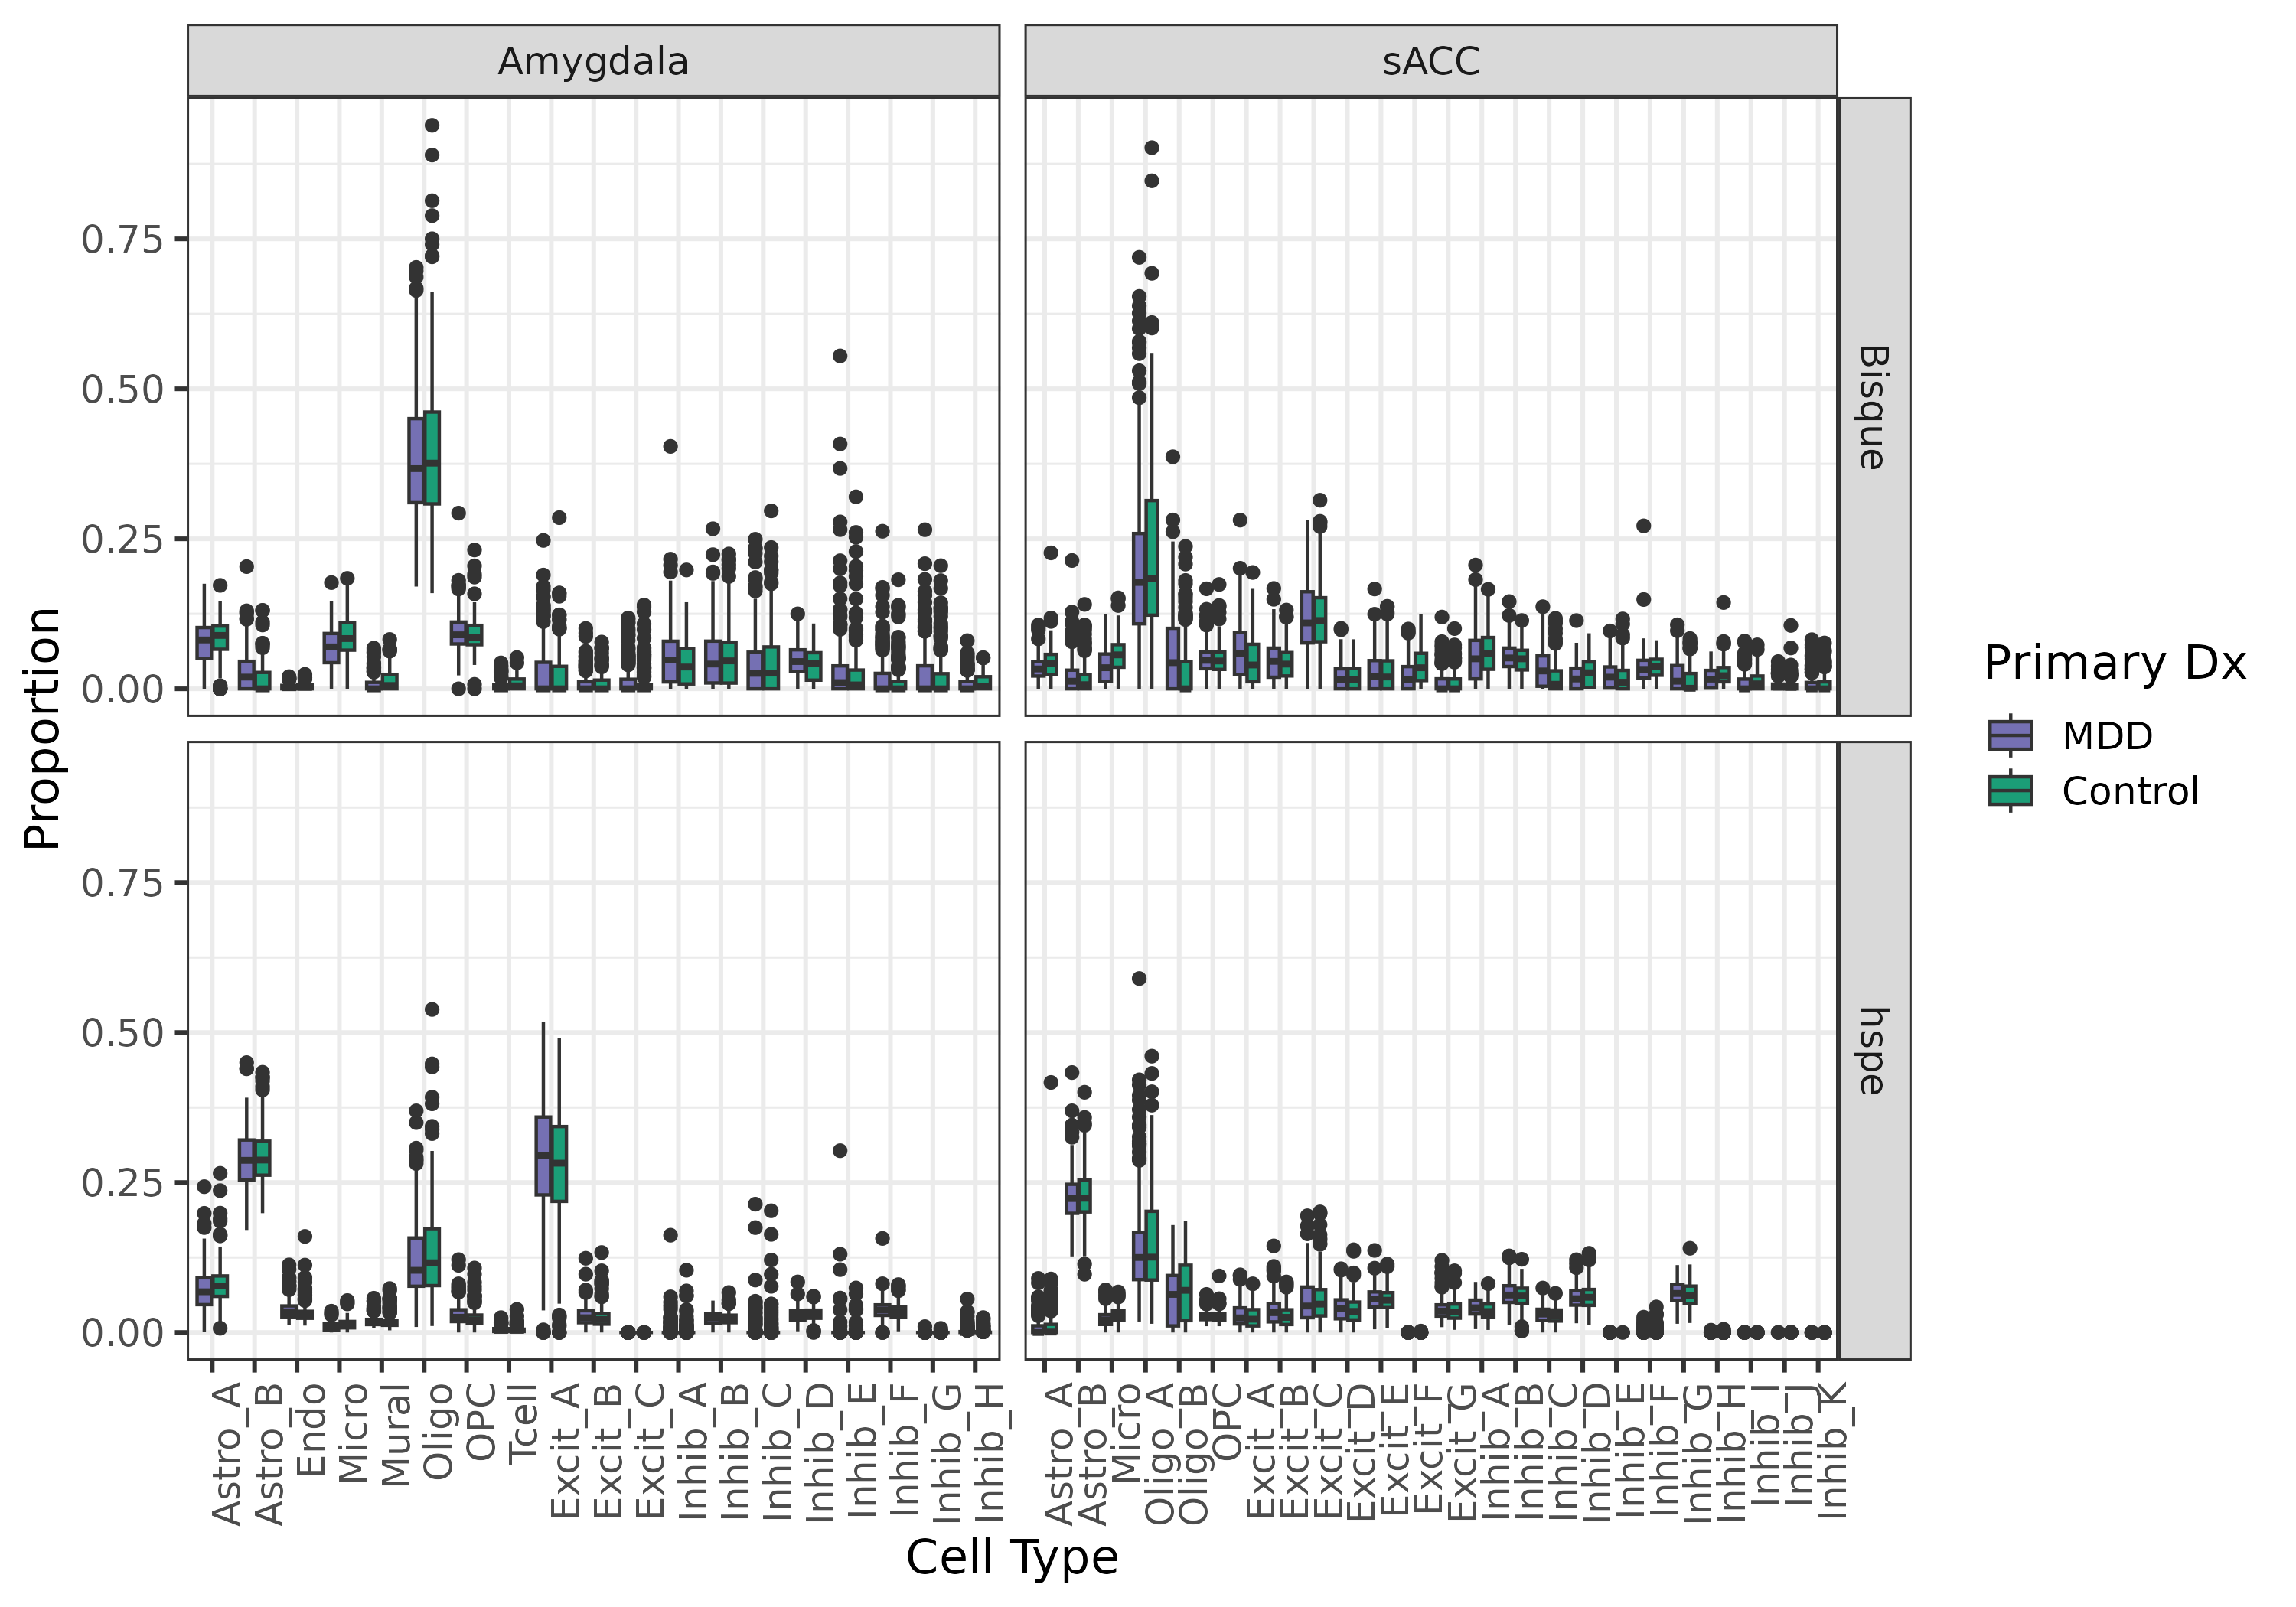 Amygdala
sACC
Bisque
hspe
Proportion
0.75
0.50
0.25
0.00
0.75
0.50
0.25
0.00
Astro_A
Astro_B
Endo
Micro
Mural
Oligo
OPC
Tcell
Excit_A
Excit_B
Excit_C
Inhib_A
Inhib_B
Inhib_C
Inhib_D
Inhib_E
Inhib_F
Inhib_G
Inhib_H
Astro_A
Astro_B
Micro
Oligo_A
Oligo_B
OPC
Excit_A
Excit_B
Excit_C
Excit_D
Excit_E
Excit_F
Excit_G
Inhib_A
Inhib_B
Inhib_C
Inhib_D
Inhib_E
Inhib_F
Inhib_G
Inhib_H
Inhib_I
Inhib_J
Inhib_K
Cell Type
Primary Dx
MDD
Control